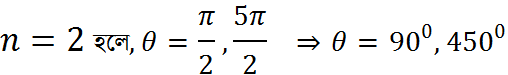 n = 2 হলে, θ = π/2, 5π/2 ⇒ θ = 90⁰, 450⁰